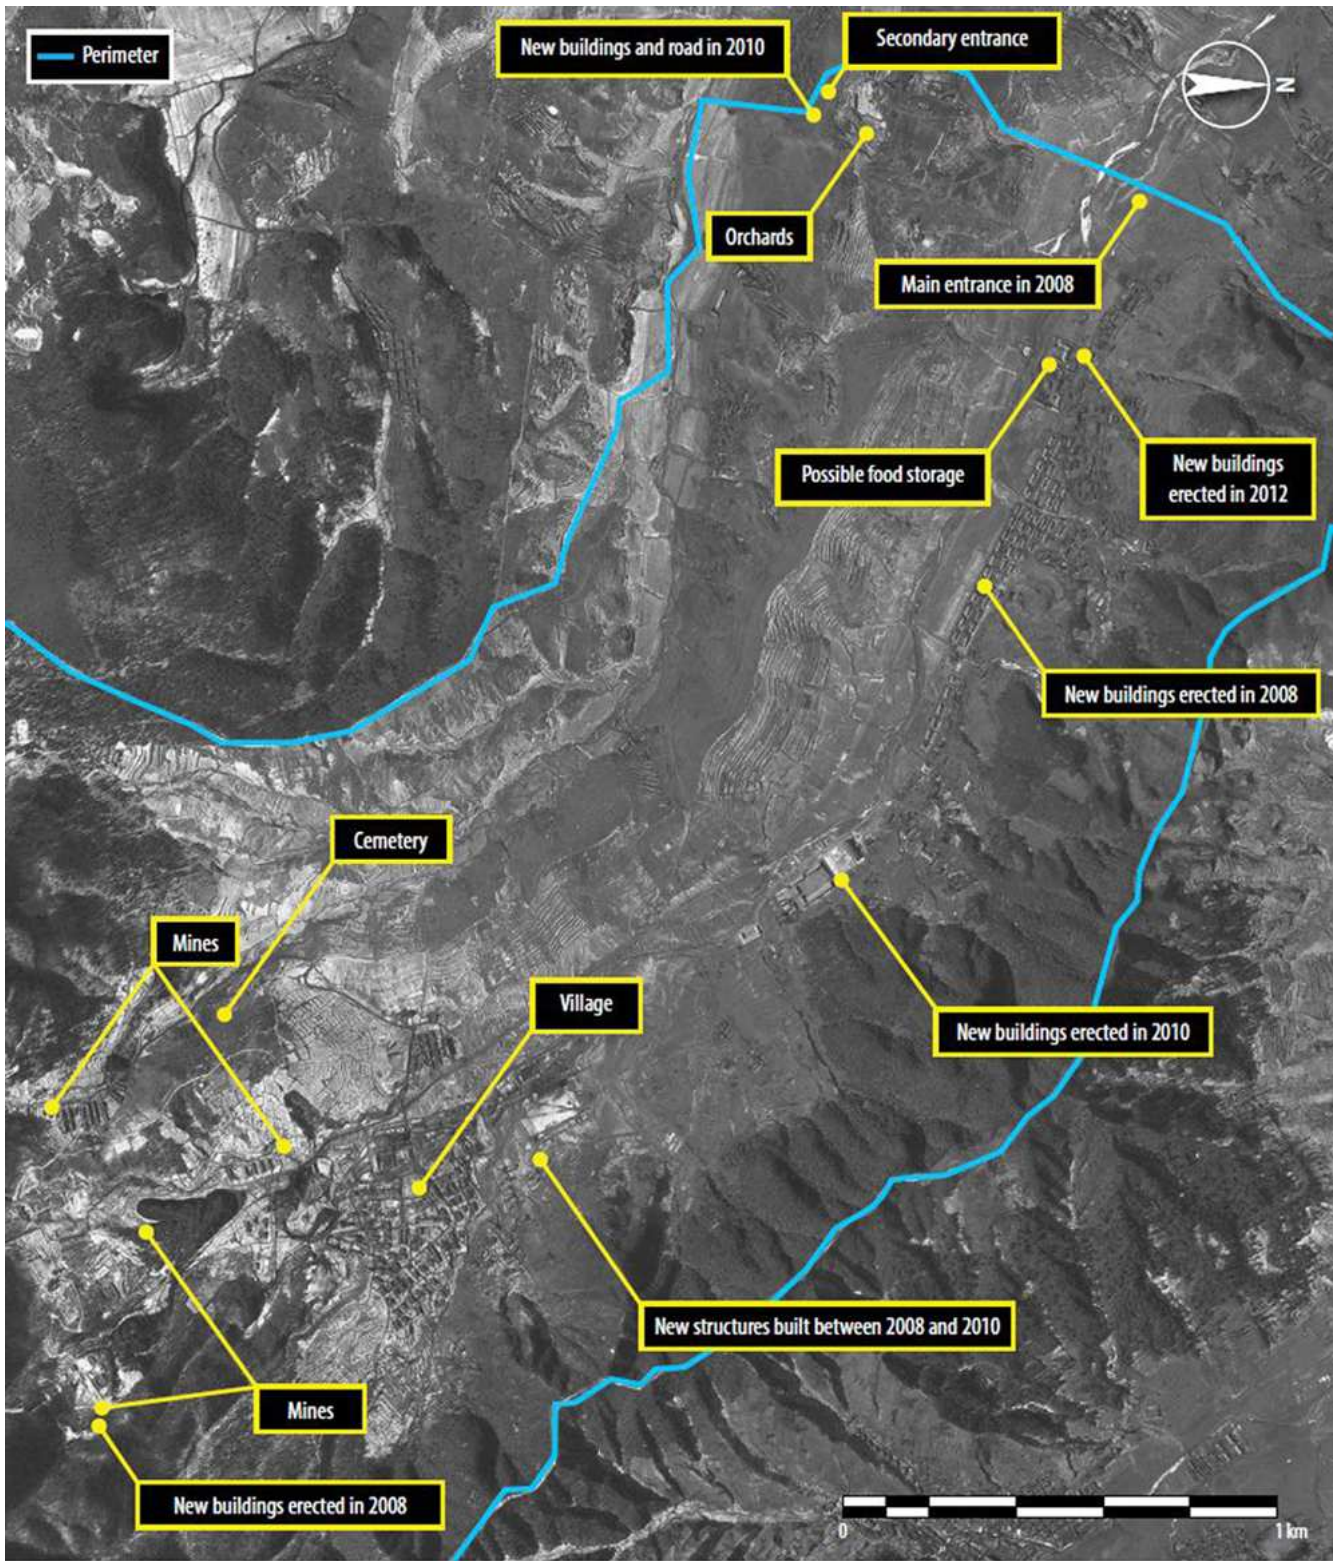 Perimeter
New buildings and road in 2010
Secondary entrance
N
Orchards
Main entrance in 2008
Possible food storage
New buildings
erected in 2012
New buildings erected in 2008
Cemetery
Mines
Village
New buildings erected in 2010
New structures built between 2008 and 2010
Mines
New buildings erected in 2008
0
1 km